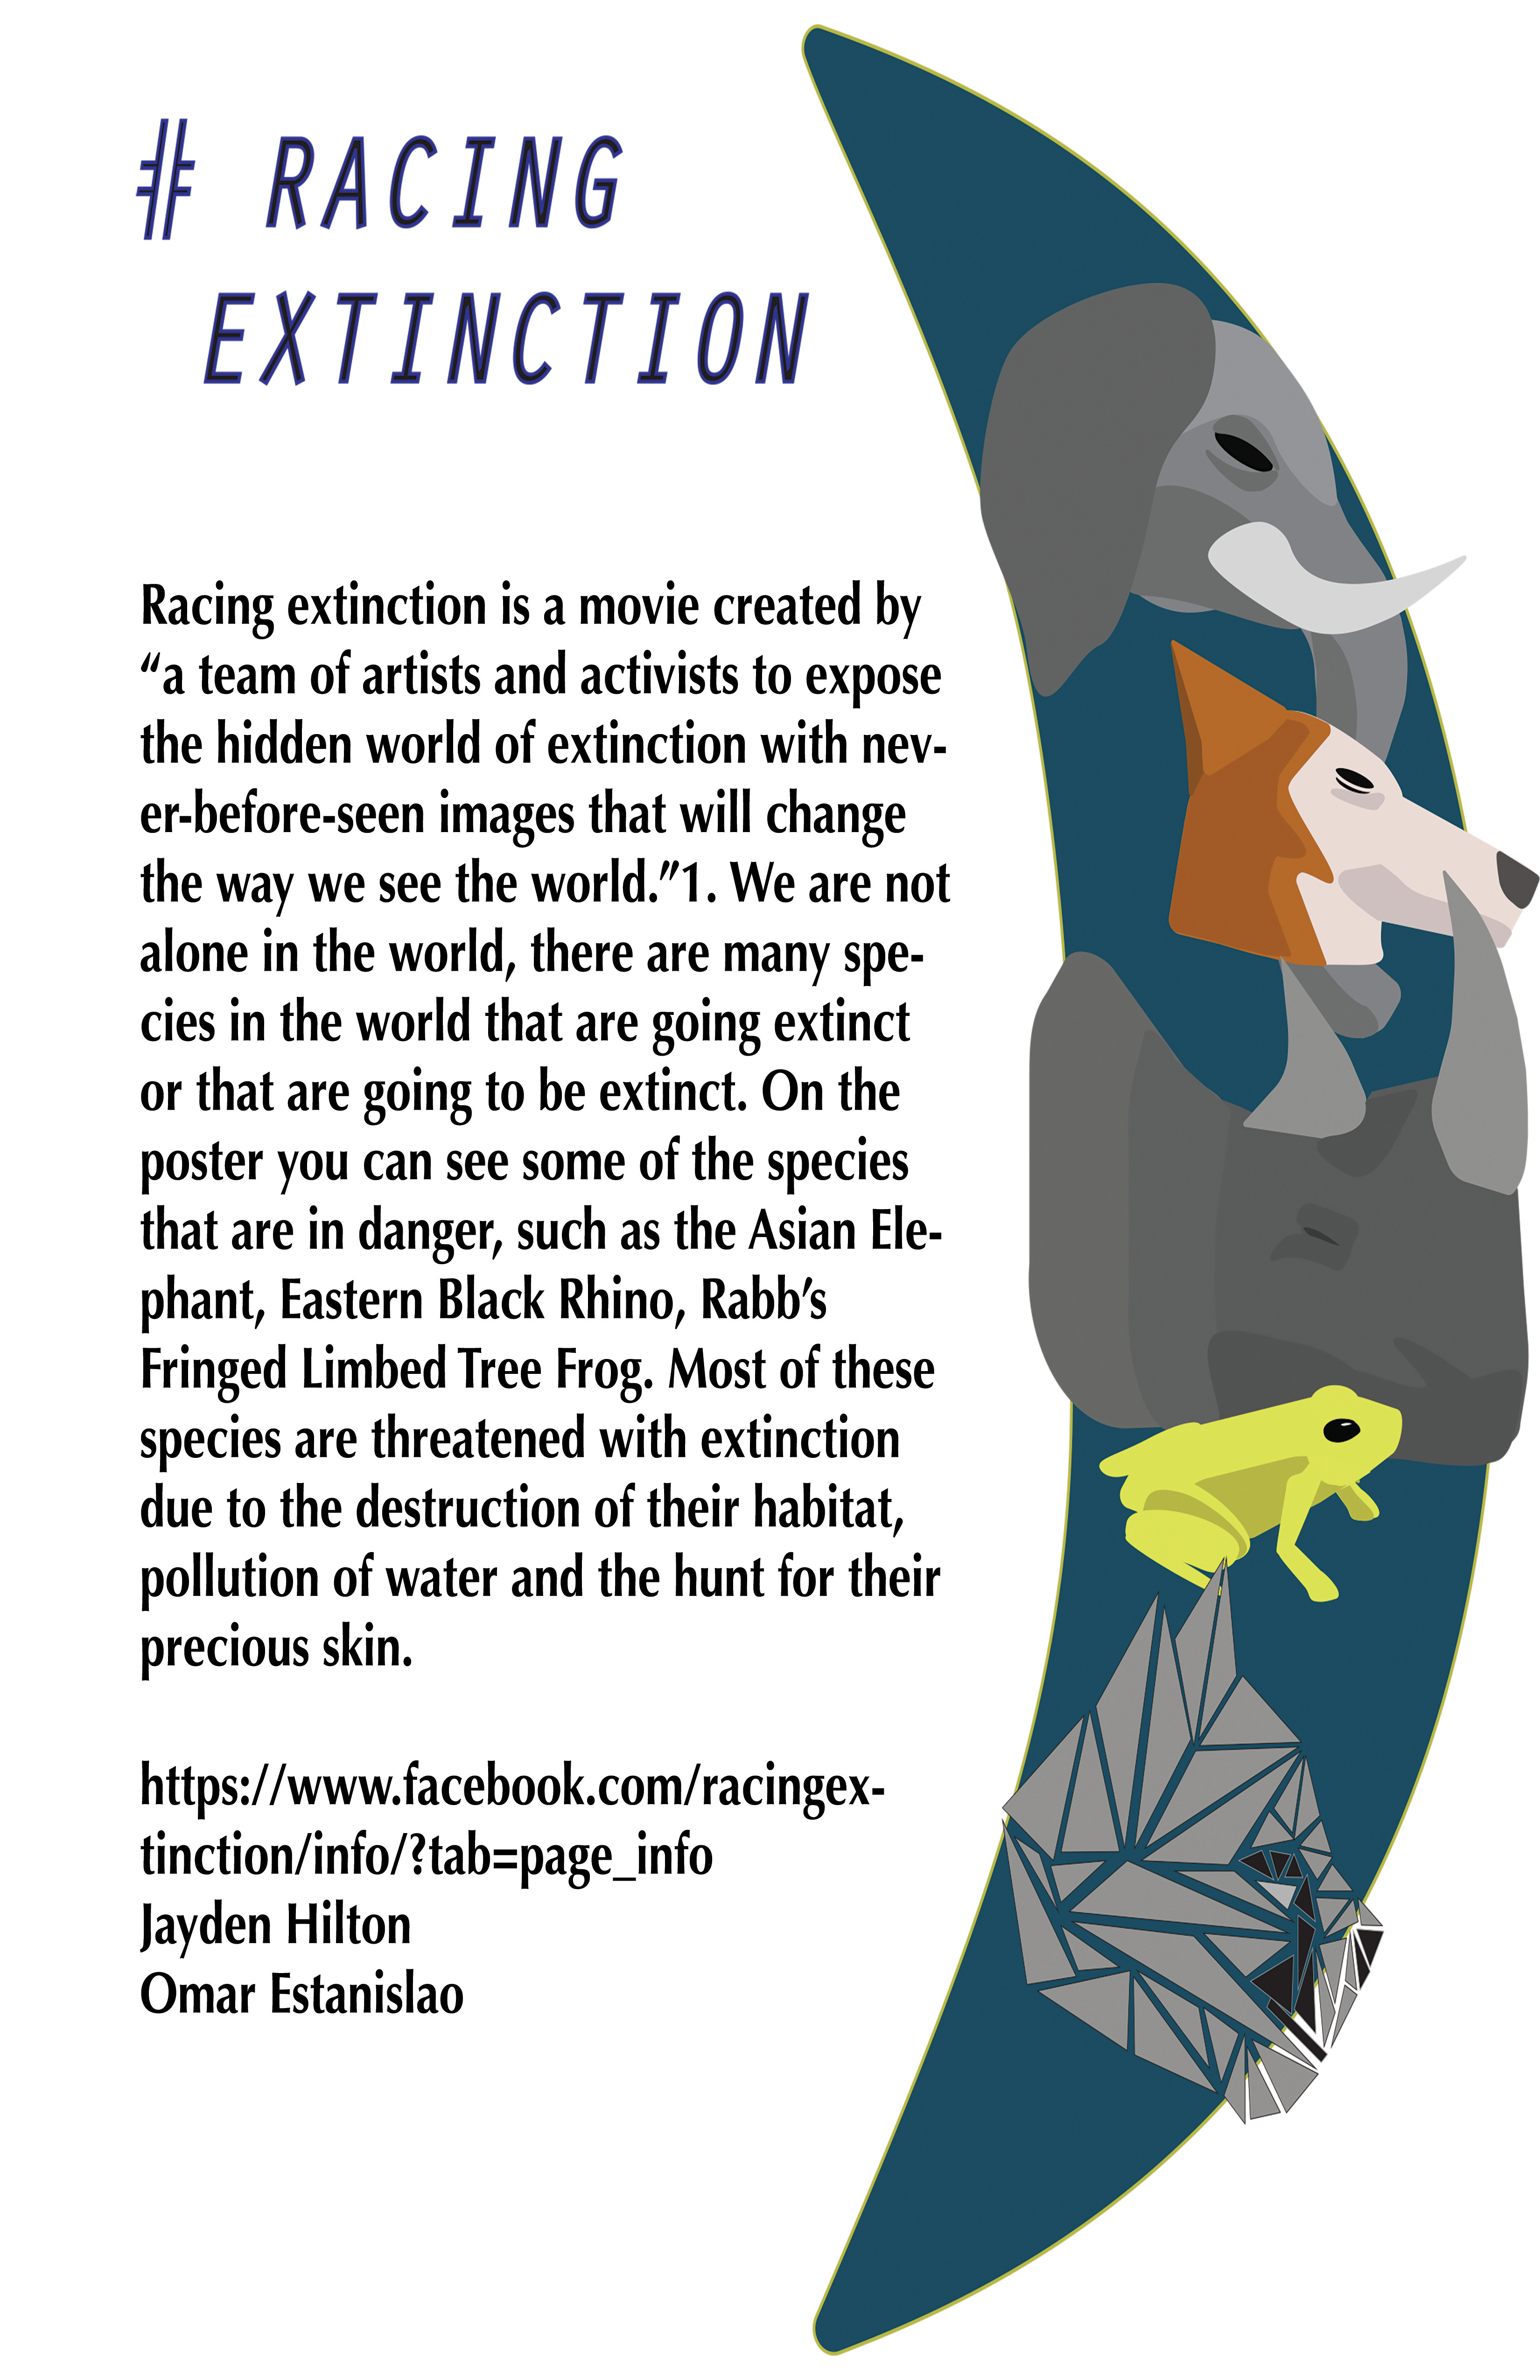 # RACING
EXTINCTION
Racing extinction is a movie created by
“a team of artists and activists to expose
the hidden world of extinction with nev-
er-before-seen images that will change
the way we see the world.”1. We are not
alone in the world, there are many spe-
cies in the world that are going extinct
or that are going to be extinct. On the
poster you can see some of the species
that are in danger, such as the Asian Ele-
phant, Eastern Black Rhino, Rabb’s
Fringed Limbed Tree Frog. Most of these
species are threatened with extinction
due to the destruction of their habitat,
pollution of water and the hunt for their
precious skin.
https://www.facebook.com/racingex-
tinction/info/?tab=page_info
Jayden Hilton
Omar Estanislao